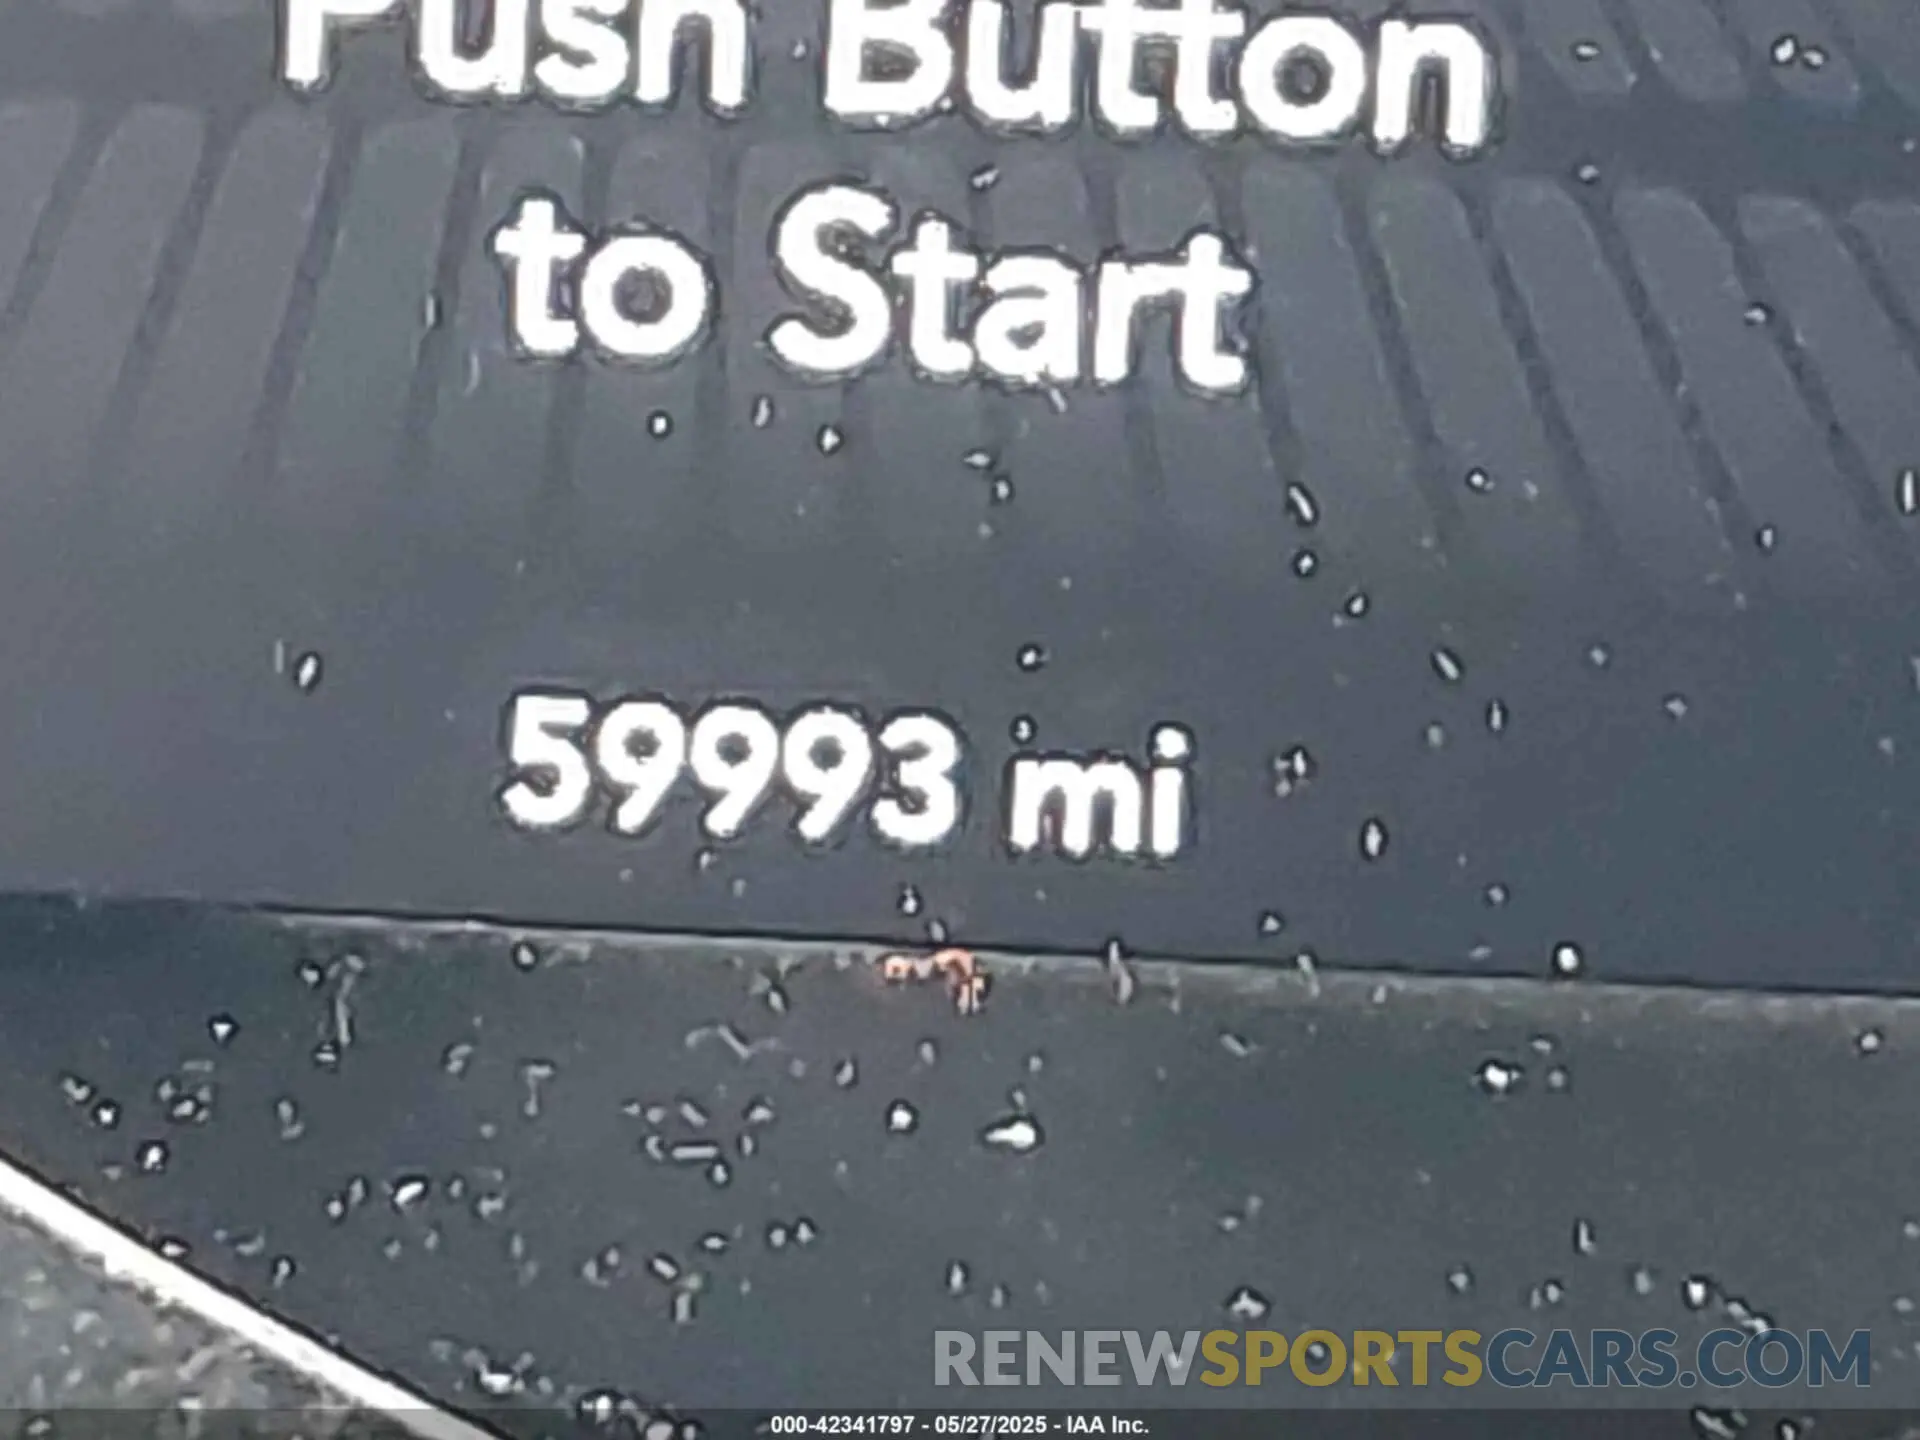 Push Button
to Start
59993 mi
RENEWSPORTSCARS.COM
000-42341797 - 05/27/2025 - IAA Inc.